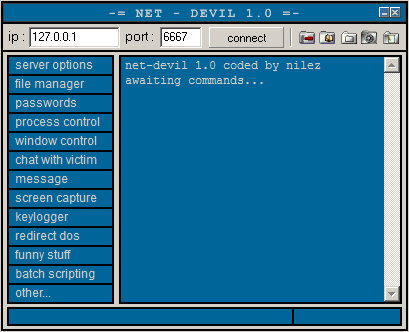 -= NET - DEVIL 1.0 =-
ip : 127.0.0.1 port : 6667 connect
server options
file manager
passwords
process control
window control
chat with victim
message
screen capture
keylogger
redirect dos
funny stuff
batch scripting
other...
net-devil 1.0 coded by nilez
awaiting commands...